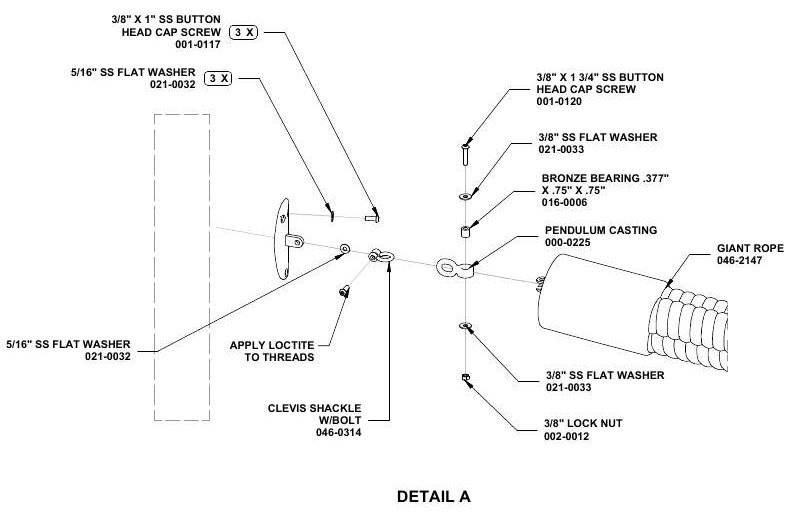 3/8" X 1" SS BUTTON
HEAD CAP SCREW
001-0117
3 X
5/16" SS FLAT WASHER
021-0032
3 X
3/8" X 1 3/4" SS BUTTON
HEAD CAP SCREW
001-0120
3/8" SS FLAT WASHER
021-0033
BRONZE BEARING .377"
X .75" X .75"
016-0006
PENDULUM CASTING
000-0225
GIANT ROPE
046-2147
5/16" SS FLAT WASHER
021-0032
APPLY LOCTITE
TO THREADS
3/8" SS FLAT WASHER
021-0033
CLEVIS SHACKLE
W/BOLT
046-0314
3/8" LOCK NUT
002-0012
DETAIL A